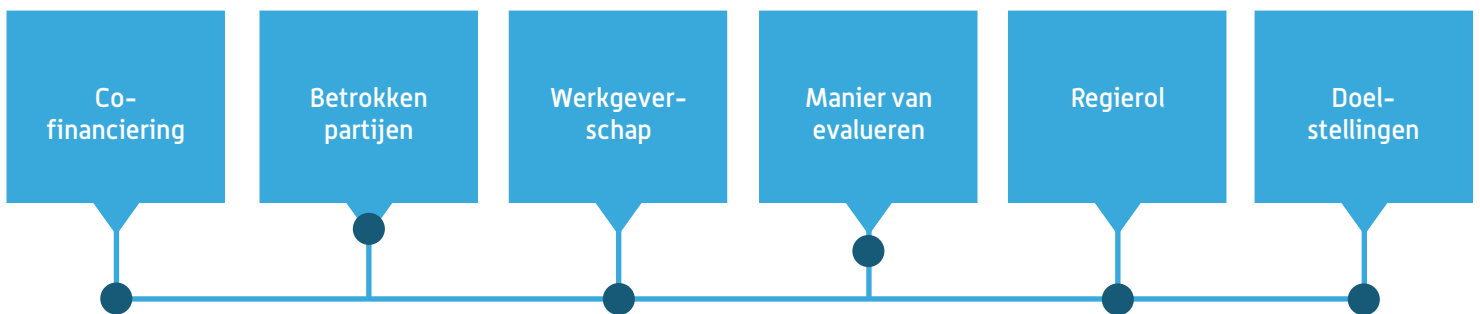 Co-
financiering
Betrokken
partijen
Werkgever-
schap
Manier van
evalueren
Regierol
Doel-
stellingen